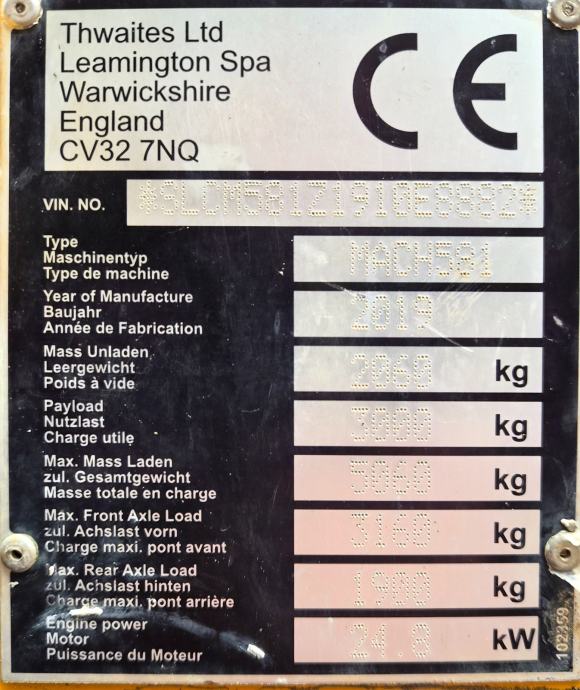 Thwaites Ltd
Leamington Spa
Warwickshire
England
CV32 7NQ
CE
VIN. NO. *SLCM581Z1910E8882*
Type MACH581
Maschinentyp
Type de machine
Year of Manufacture 2019
Baujahr
Année de Fabrication
Mass Unladen 2060 kg
Leergewicht
Poids à vide
Payload 3000 kg
Nutzlast
Charge utile
Max. Mass Laden 5060 kg
zul. Gesamtgewicht
Masse totale en charge
Max. Front Axle Load 3160 kg
zul. Achslast vorn
Charge maxi. pont avant
Max. Rear Axle Load 1900 kg
zul. Achslast hinten
Charge maxi. pont arrière
Engine power 24.8 kW
Motor
Puissance du Moteur
102359